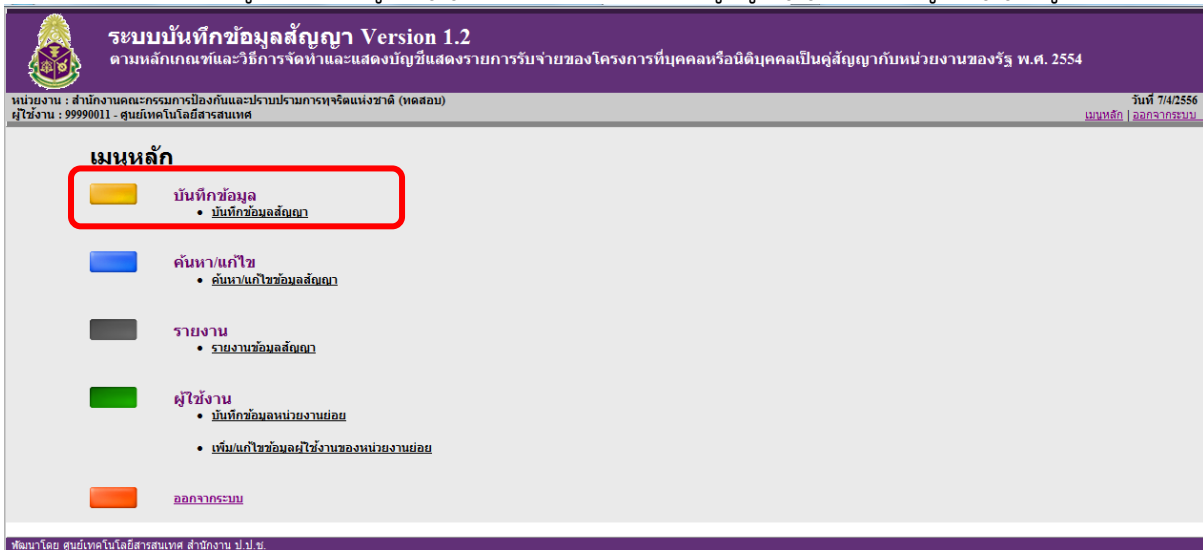 ระบบบันทึกข้อมูลสัญญา Version 1.2
ตามหลักเกณฑ์และวิธีการจัดทำและแสดงบัญชีแสดงรายการรับจ่ายของโครงการที่บุคคลหรือนิติบุคคลเป็นคู่สัญญากับหน่วยงานของรัฐ พ.ศ. 2554
หน่วยงาน : สำนักงานคณะกรรมการป้องกันและปราบปรามการทุจริตแห่งชาติ (ทดสอบ)
วันที่ 7/4/2556
ผู้ใช้งาน : 99990011 - ศูนย์เทคโนโลยีสารสนเทศ
เมนูหลัก | ออกจากระบบ
เมนูหลัก
บันทึกข้อมูล
• บันทึกข้อมูลสัญญา
ค้นหา/แก้ไข
• ค้นหา/แก้ไขข้อมูลสัญญา
รายงาน
• รายงานข้อมูลสัญญา
ผู้ใช้งาน
• บันทึกข้อมูลหน่วยงานย่อย
• เพิ่ม/แก้ไขข้อมูลผู้ใช้งานของหน่วยงานย่อย
ออกจากระบบ
พัฒนาโดย ศูนย์เทคโนโลยีสารสนเทศ สำนักงาน ป.ป.ช.